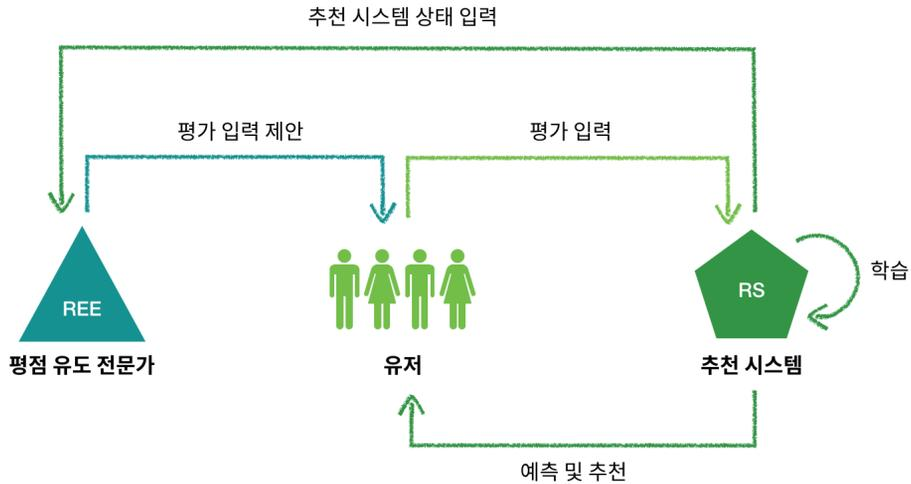 추천 시스템 상태 입력
평가 입력 제안
평가 입력
REE
RS
학습
평점 유도 전문가
유저
추천 시스템
예측 및 추천